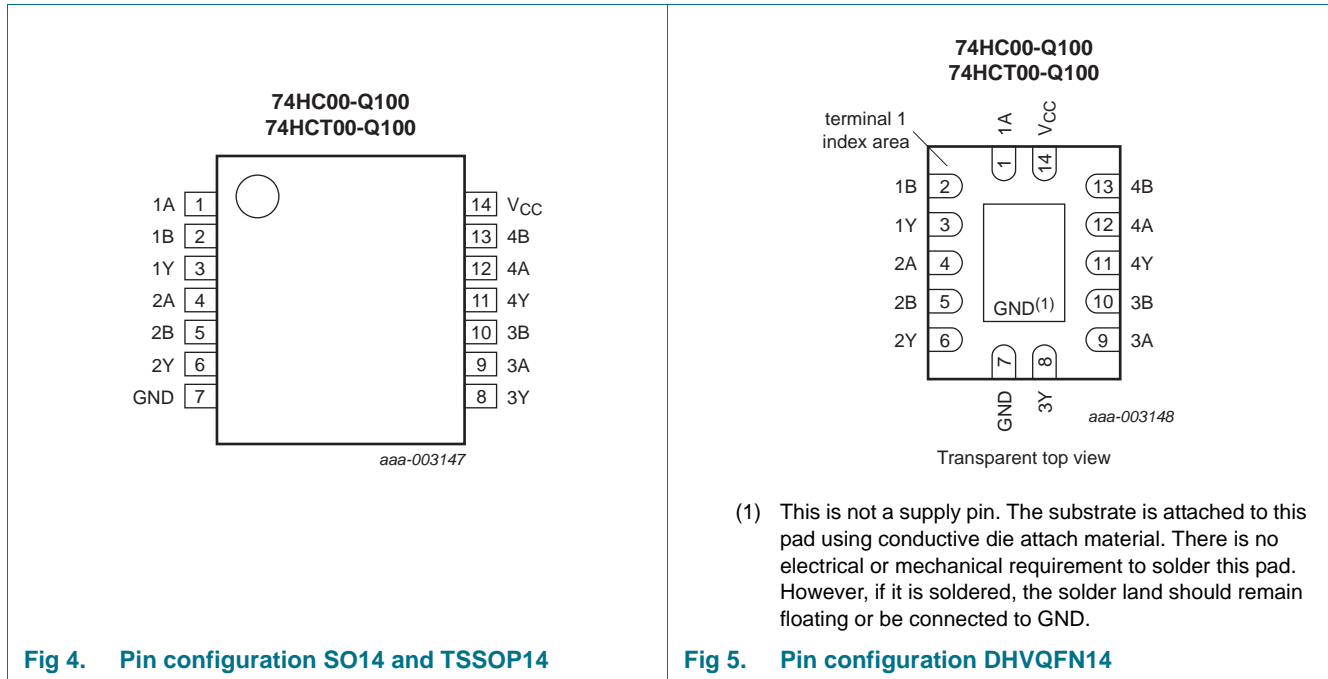 74HC00-Q100
74HCT00-Q100
1A 1
1B 2
1Y 3
2A 4
2B 5
2Y 6
GND 7
14 VCC
13 4B
12 4A
11 4Y
10 3B
9 3A
8 3Y
aaa-003147
Fig 4. Pin configuration SO14 and TSSOP14
74HC00-Q100
74HCT00-Q100
terminal 1
index area
1A
VCC
1
14
1B 2
1Y 3
2A 4
2B 5
2Y 6
13 4B
12 4A
11 4Y
10 3B
9 3A
GND(1)
7
8
GND
3Y
aaa-003148
Transparent top view
(1) This is not a supply pin. The substrate is attached to this
pad using conductive die attach material. There is no
electrical or mechanical requirement to solder this pad.
However, if it is soldered, the solder land should remain
floating or be connected to GND.
Fig 5. Pin configuration DHVQFN14